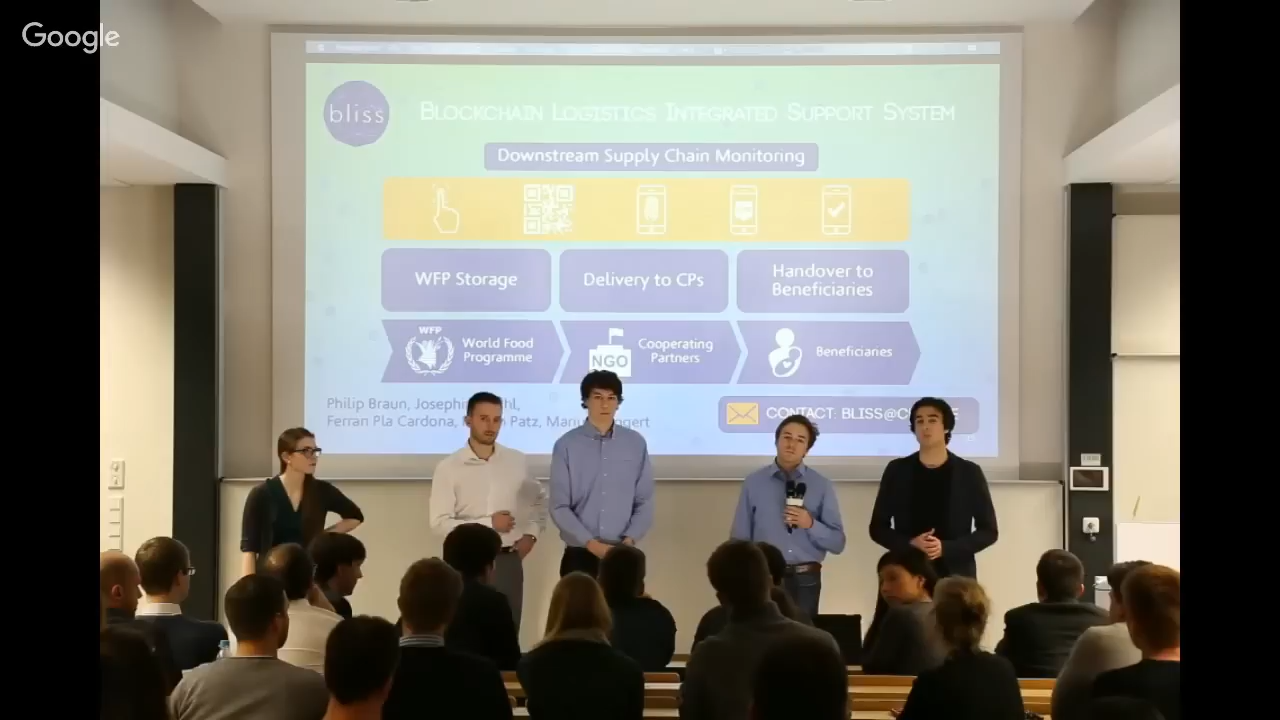 Google
bliss
BLOCKCHAIN LOGISTICS INTEGRATED SUPPORT SYSTEM
Downstream Supply Chain Monitoring
WFP Storage
Delivery to CPs
Handover to
Beneficiaries
WFP
World Food
Programme
NGO
Cooperating
Partners
Beneficiaries
Philip Braun,
Ferran Pla Cardona, Patz,
CONTACT: BLISS@